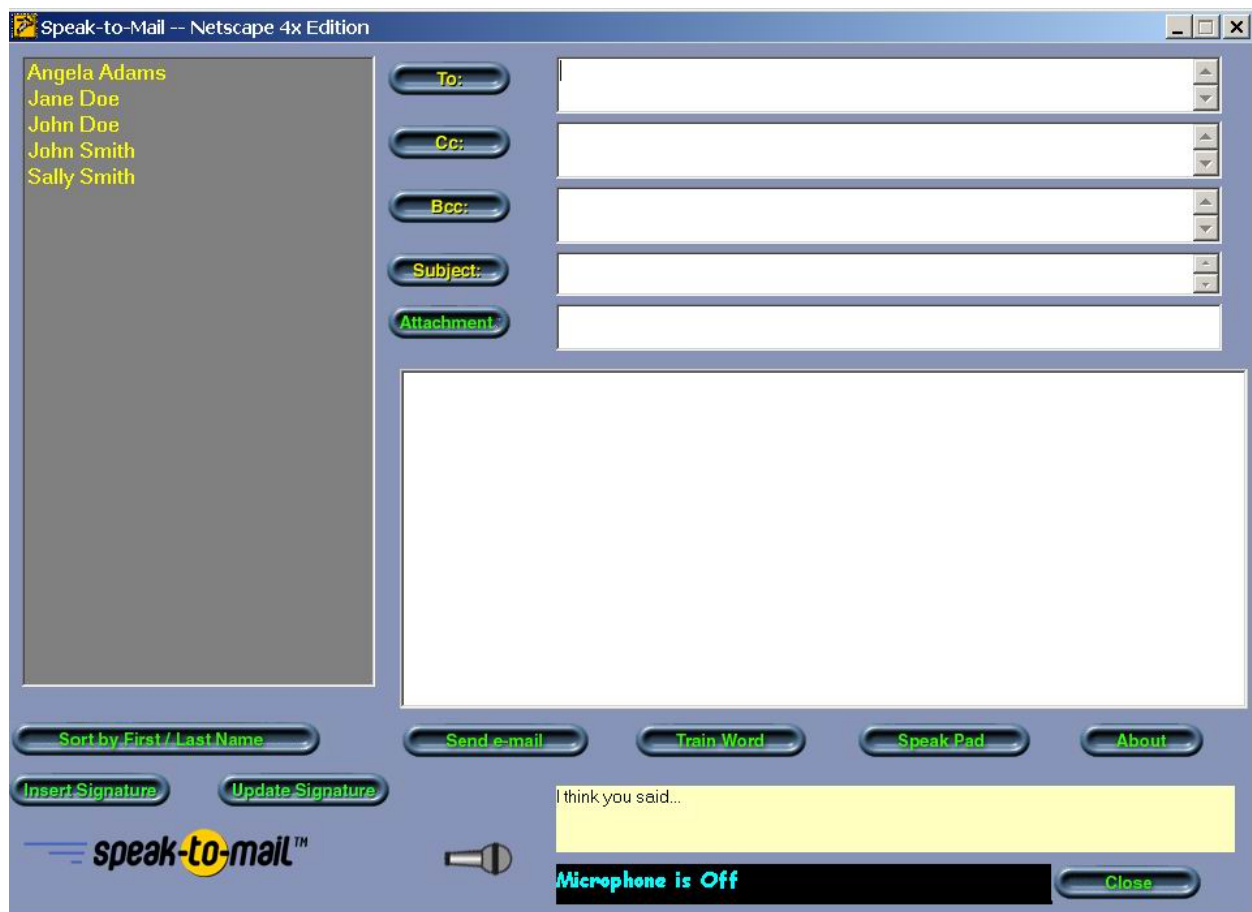 Speak-to-Mail -- Netscape 4x Edition
Angela Adams
Jane Doe
John Doe
John Smith
Sally Smith
To:
Cc:
Bcc:
Subject:
Attachment:
Sort by First / Last Name
Send e-mail
Train Word
Speak Pad
About
Insert Signature
Update Signature
I think you said...
speak-to-mail™
Microphone is Off
Close